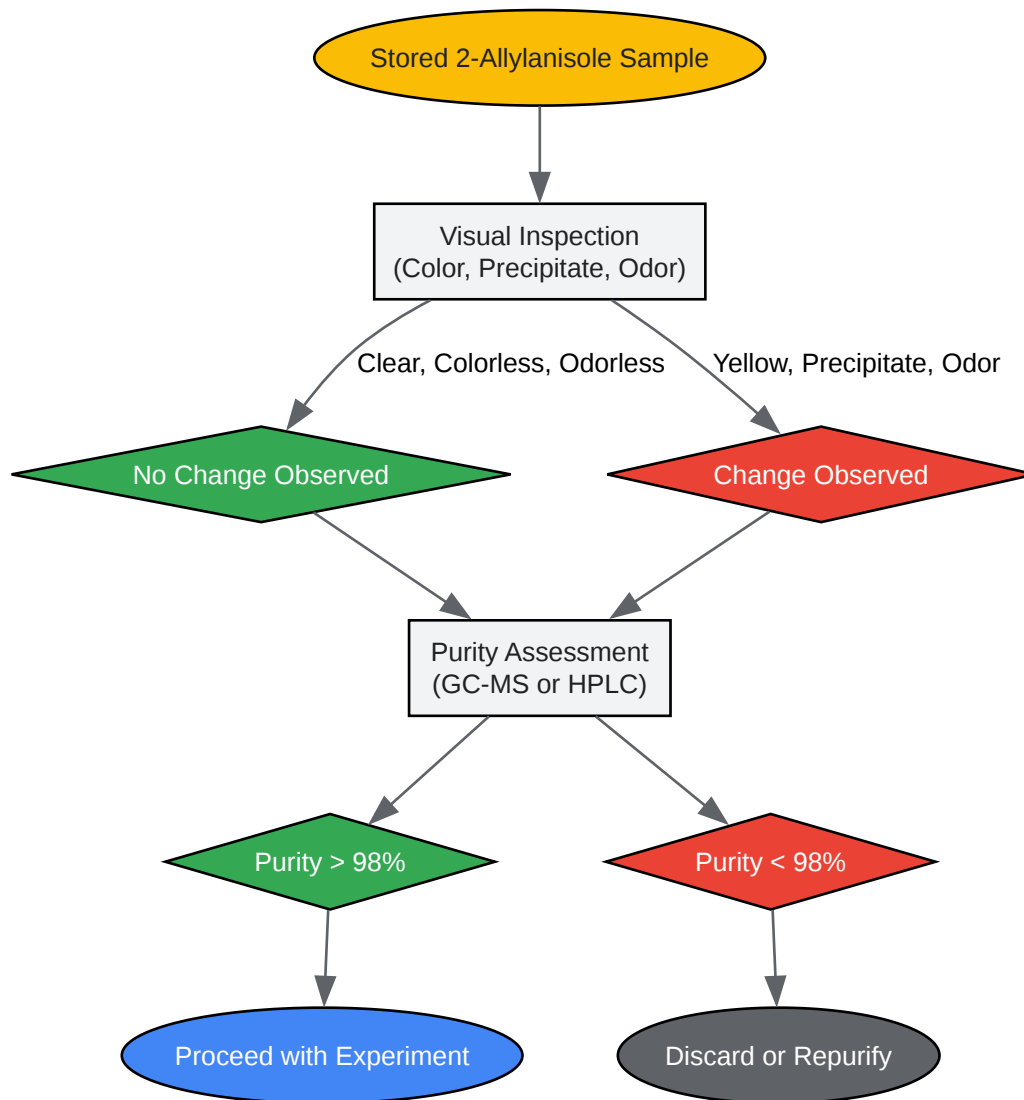 Stored 2-Allylanisole Sample
Visual Inspection
(Color, Precipitate, Odor)
Clear, Colorless, Odorless
Yellow, Precipitate, Odor
No Change Observed
Change Observed
Purity Assessment
(GC-MS or HPLC)
Purity > 98%
Purity < 98%
Proceed with Experiment
Discard or Repurify